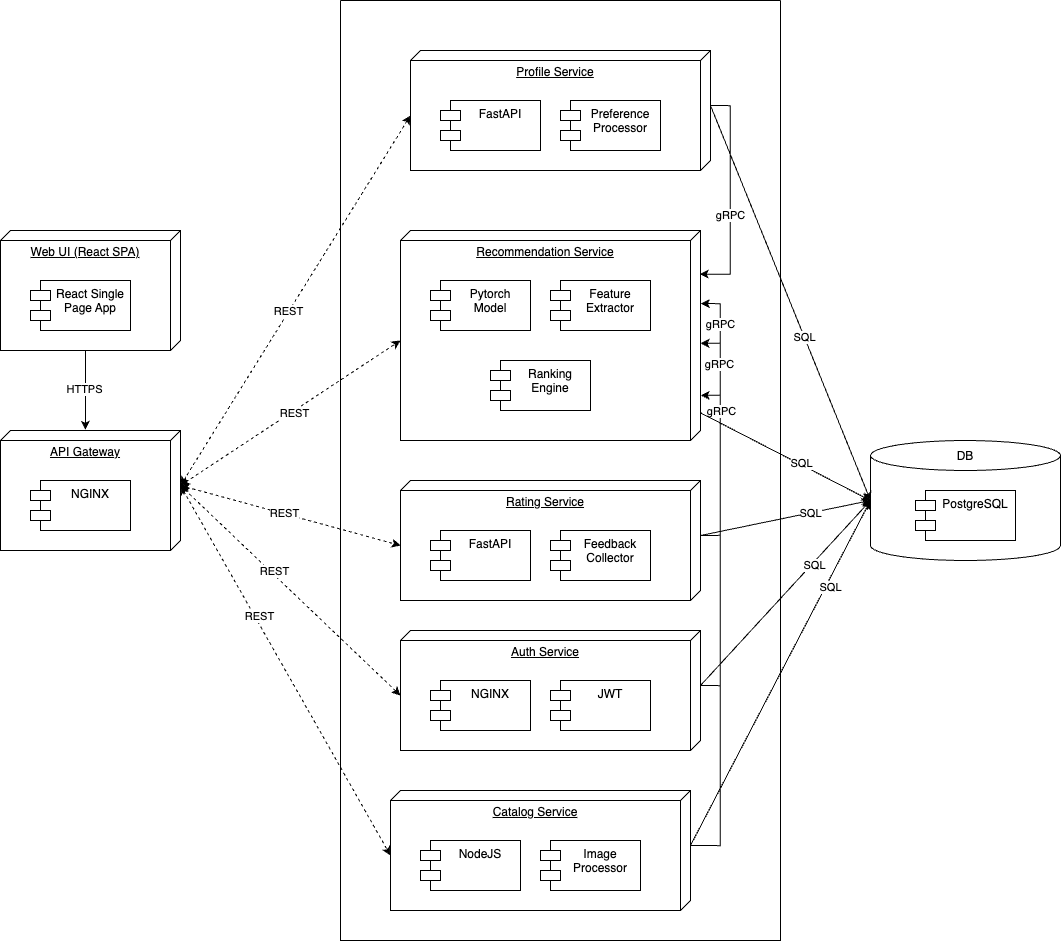 Profile Service
FastAPI
Preference
Processor
gRPC
Web UI (React SPA)
React Single
Page App
HTTPS
API Gateway
NGINX
REST
REST
REST
REST
REST
Recommendation Service
Pytorch
Model
Feature
Extractor
Ranking
Engine
gRPC
gRPC
gRPC
SQL
SQL
SQL
SQL
SQL
Rating Service
FastAPI
Feedback
Collector
Auth Service
NGINX
JWT
Catalog Service
NodeJS
Image
Processor
DB
PostgreSQL